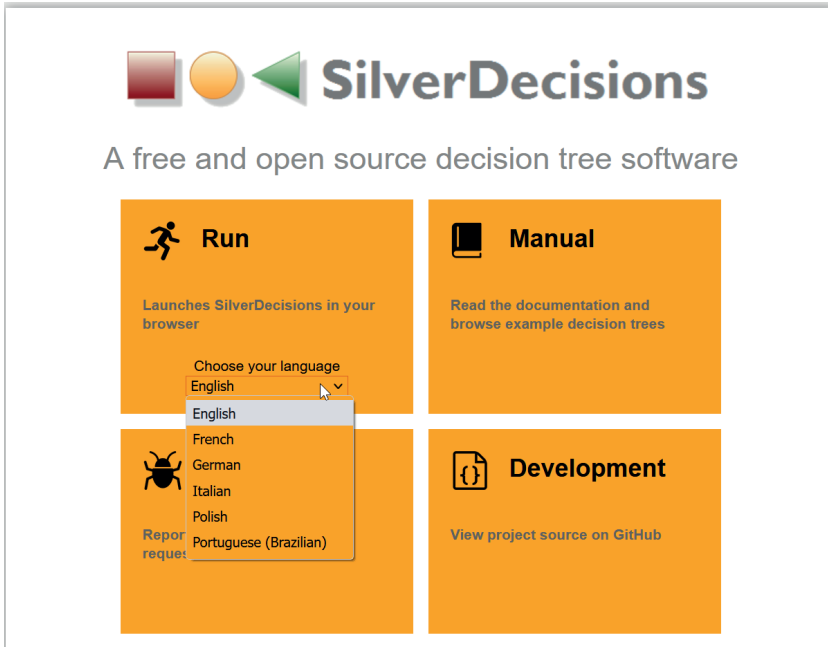 SilverDecisions
A free and open source decision tree software
Run
Launches SilverDecisions in your
browser
Choose your language
English
English
French
German
Italian
Polish
Portuguese (Brazilian)
Manual
Read the documentation and
browse example decision trees
Development
View project source on GitHub